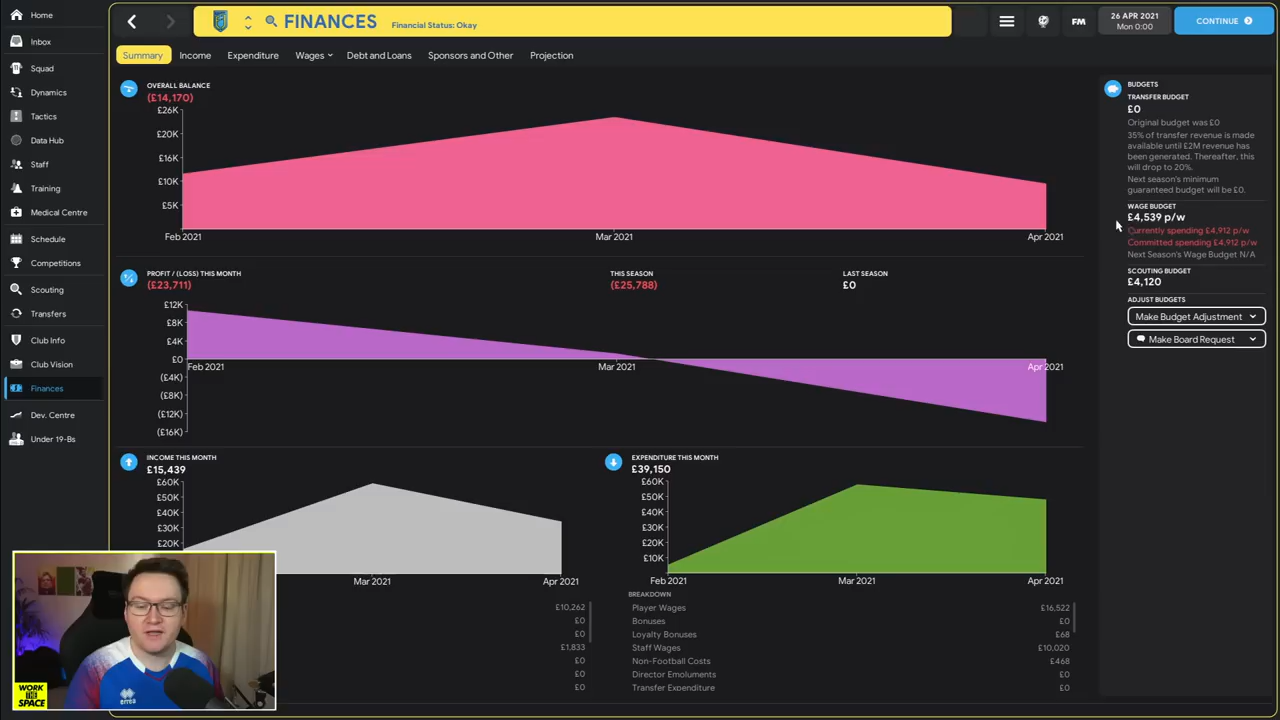 Home
Inbox
Squad
Dynamics
Tactics
Data Hub
Staff
Training
Medical Centre
Schedule
Competitions
Scouting
Transfers
Club Info
Club Vision
Finances
Dev. Centre
Under 19-Bs
FINANCES
Financial Status: Okay
FM
26 APR 2021
Mon 0:00
CONTINUE
Summary
Income
Expenditure
Wages
Debt and Loans
Sponsors and Other
Projection
OVERALL BALANCE
(£14,170)
£26K
£20K
£16K
£10K
£5K
Feb 2021
Mar 2021
Apr 2021
PROFIT / (LOSS) THIS MONTH
(£23,711)
THIS SEASON
(£25,788)
LAST SEASON
£0
£12K
£8K
£4K
£0
(£4K)
(£8K)
(£12K)
(£16K)
Feb 2021
Mar 2021
Apr 2021
INCOME THIS MONTH
£15,439
£60K
£50K
£40K
£30K
£20K
Mar 2021
Apr 2021
£10,262
£0
£0
£1,833
£0
£0
£0
EXPENDITURE THIS MONTH
£39,150
£60K
£50K
£40K
£30K
£20K
£10K
Feb 2021
Mar 2021
Apr 2021
BREAKDOWN
Player Wages £16,522
Bonuses £0
Loyalty Bonuses £68
Staff Wages £10,020
Non-Football Costs £468
Director Emoluments £0
Transfer Expenditure £0
BUDGETS
TRANSFER BUDGET
£0
Original budget was £0
35% of transfer revenue is made
available until £2M revenue has
been generated. Thereafter, this
will drop to 20%.
Next season's minimum
guaranteed budget will be £0.
WAGE BUDGET
£4,539 p/w
Currently spending £4,912 p/w
Committed spending £4,912 p/w
Next Season's Wage Budget N/A
SCOUTING BUDGET
£4,120
ADJUST BUDGETS
Make Budget Adjustment
Make Board Request
WORK
THE
SPACE
errea